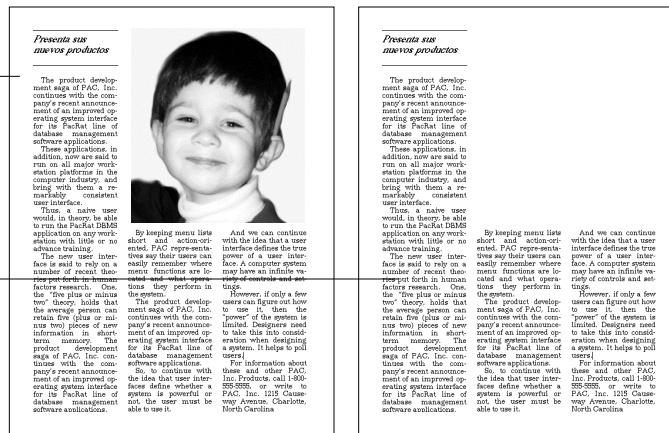 Presenta sus
nuevos productos
The product develop-
ment saga of PAC, Inc.
continues with the com-
pany's recent announce-
ment of an improved op-
erating system interface
for its PacRat line of
database management
software applications.
These applications, in
addition, now are said to
run on all major work-
station platforms in the
computer industry, and
bring with them a re-
markably consistent
user interface.
Thus, a naive user
would, in theory, be able
to run the PacRat DBMS
application on any work-
station with little or no
advance training.
The new user inter-
face is said to rely on a
number of recent theo-
ries put forth in human
factors research. One,
the "five plus or minus
two" theory, holds that
the average person can
retain five (plus or mi-
nus two) pieces of new
information in short-
term memory. The
product development
saga of PAC, Inc. con-
tinues with the com-
pany's recent announce-
ment of an improved op-
erating system interface
for its PacRat line of
database management
software applications.
By keeping menu lists
short and action-ori-
ented, PAC representa-
tives say their users can
easily remember where
menu functions are lo-
cated and what opera-
tions they perform in
the system.
The product develop-
ment saga of PAC, Inc.
continues with the com-
pany's recent announce-
ment of an improved op-
erating system interface
for its PacRat line of
database management-
software applications.
So, to continue with
the idea that user inter-
faces define whether a
system is powerful or
not, the user must be
able to use it.
And we can continue
with the idea that a user
interface defines the true
power of a user inter-
face. A computer system
may have an infinite va-
riety of controls and set-
tings.
However, if only a few
users can figure out how
to use it, then the
"power" of the system is
limited. Designers need
to take this into consid-
eration when designing
a system. It helps to poll
users.
For information about
these and other PAC,
Inc. Products, call 1-800-
555-5555, or write to
PAC, Inc. 1215 Cause-
way Avenue, Charlotte,
North Carolina
Presenta sus
nuevos productos
The product develop-
ment saga of PAC, Inc.
continues with the com-
pany's recent announce-
ment of an improved op-
erating system interface
for its PacRat line of
database management
software applications.
These applications, in
addition, now are said to
run on all major work-
station platforms in the
computer industry, and
bring with them a re-
markably consistent
user interface.
Thus, a naive user
would, in theory, be able
to run the PacRat DBMS
application on any work-
station with little or no
advance training.
The new user inter-
face is said to rely on a
number of recent theo-
ries put forth in human
factors research. One,
the "five plus or minus
two" theory, holds that
the average person can
retain five (plus or mi-
nus two) pieces of new
information in short-
term memory. The
product development
saga of PAC, Inc. con-
tinues with the com-
pany's recent announce-
ment of an improved op-
erating system interface
for its PacRat line of
database management
software applications.
By keeping menu lists
short and action-ori-
ented, PAC representa-
tives say their users can
easily remember where
menu functions are lo-
cated and what opera-
tions they perform in
the system.
The product develop-
ment saga of PAC, Inc.
continues with the com-
pany's recent announce-
ment of an improved op-
erating system interface
for its PacRat line of
database management-
software applications.
So, to continue with
the idea that user inter-
faces define whether a
system is powerful or
not, the user must be
able to use it.
And we can continue
with the idea that a user
interface defines the true
power of a user inter-
face. A computer system
may have an infinite va-
riety of controls and set-
tings.
However, if only a few
users can figure out how
to use it, then the
"power" of the system is
limited. Designers need
to take this into consid-
eration when designing
a system. It helps to poll
users.
For information about
these and other PAC,
Inc. Products, call 1-800-
555-5555, or write to
PAC, Inc. 1215 Cause-
way Avenue, Charlotte,
North Carolina